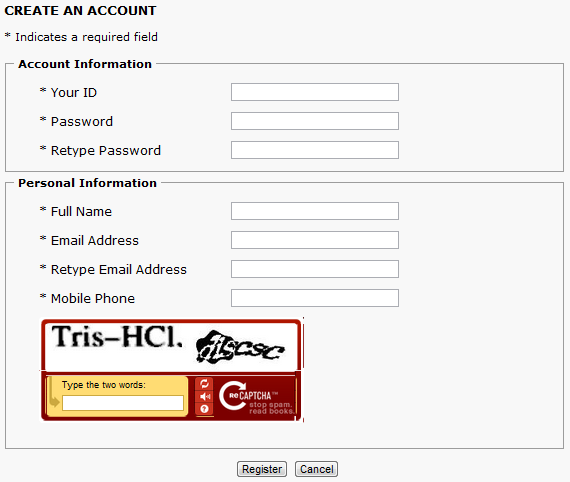 CREATE AN ACCOUNT
* Indicates a required field
Account Information
* Your ID
* Password
* Retype Password
Personal Information
* Full Name
* Email Address
* Retype Email Address
* Mobile Phone
Tris-HCl.
Type the two words:
ReCAPTCHA™
stop spam.
read books.
Register Cancel